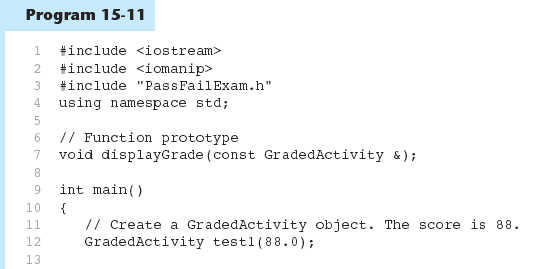 Program 15-11
1 #include <iostream>
2 #include <iomanip>
3 #include "PassFailExam.h"
4 using namespace std;
5
6 // Function prototype
7 void displayGrade(const GradedActivity &);
8
9 int main()
10 {
11 // Create a GradedActivity object. The score is 88.
12 GradedActivity test1(88.0);
13